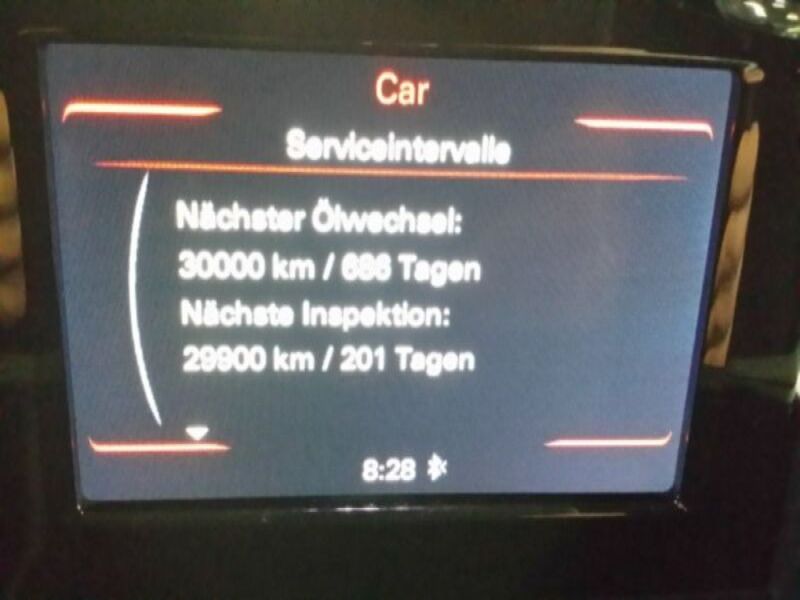 Car
Serviceintervalle
Nächster Ölwechsel:
30000 km / 686 Tagen
Nächste Inspektion:
29900 km / 201 Tagen
8:28